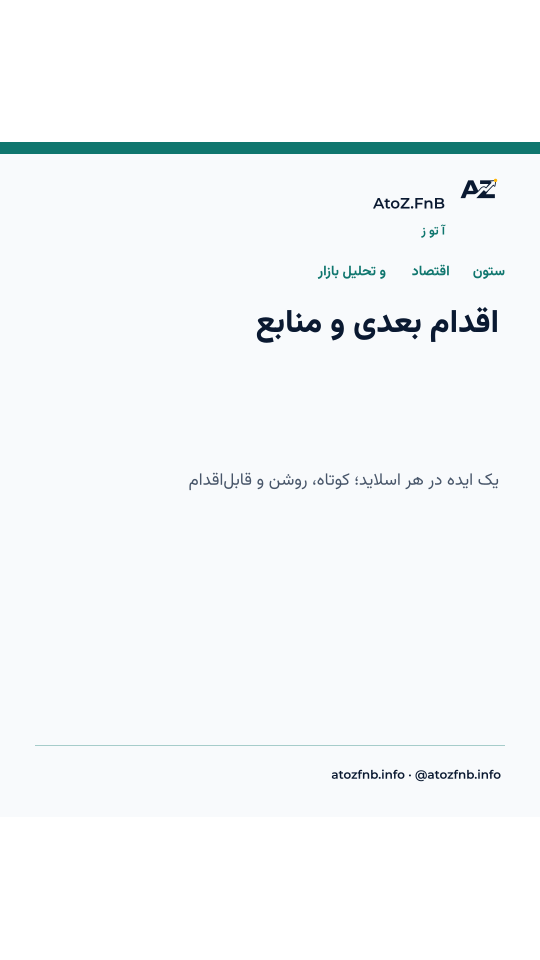 AZ
AtoZ.FnB
آ تو ز
ستون اقتصاد و تحلیل بازار
اقدام بعدی و منابع
یک ایده در هر اسلاید؛ کوتاه، روشن و قابل‌اقدام
atozfnb.info · @atozfnb.info